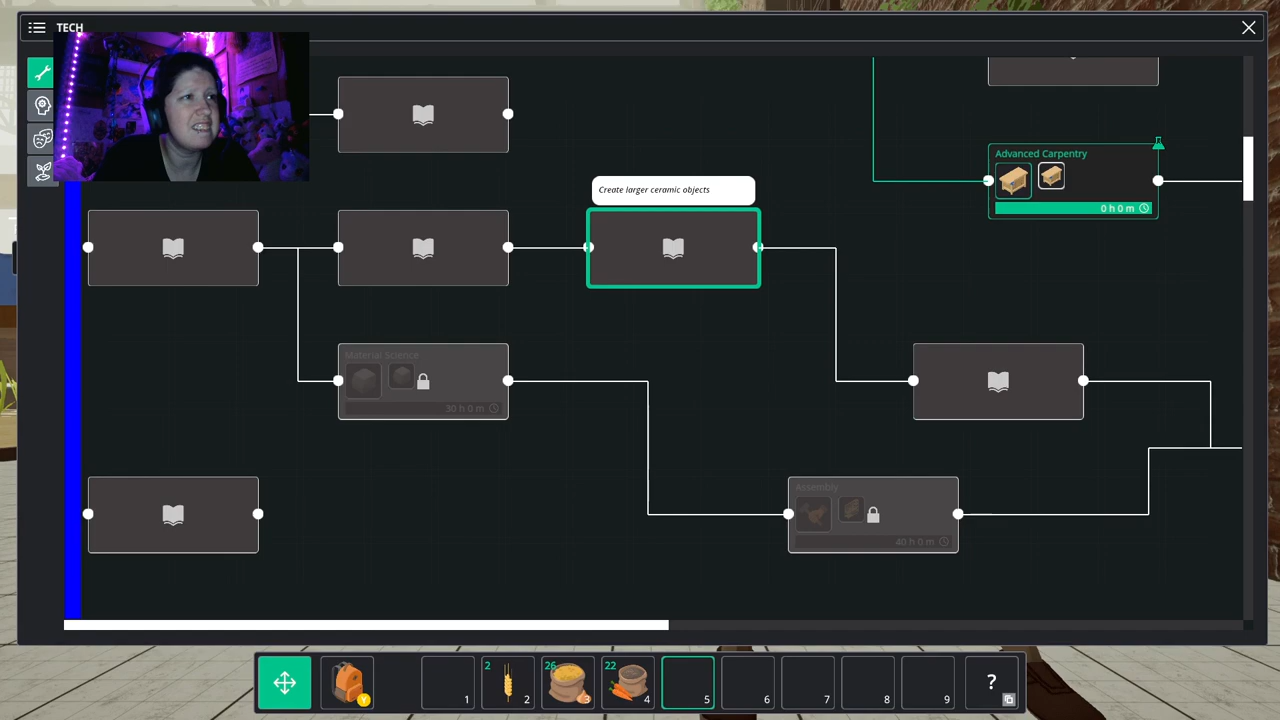 TECH
Advanced Carpentry
0 h 0 m
Create larger ceramic objects
Material Science
30 h 0 m
Assembly
40 h 0 m
Y
1
2
2
26
3
22
4
5
6
7
8
9
?